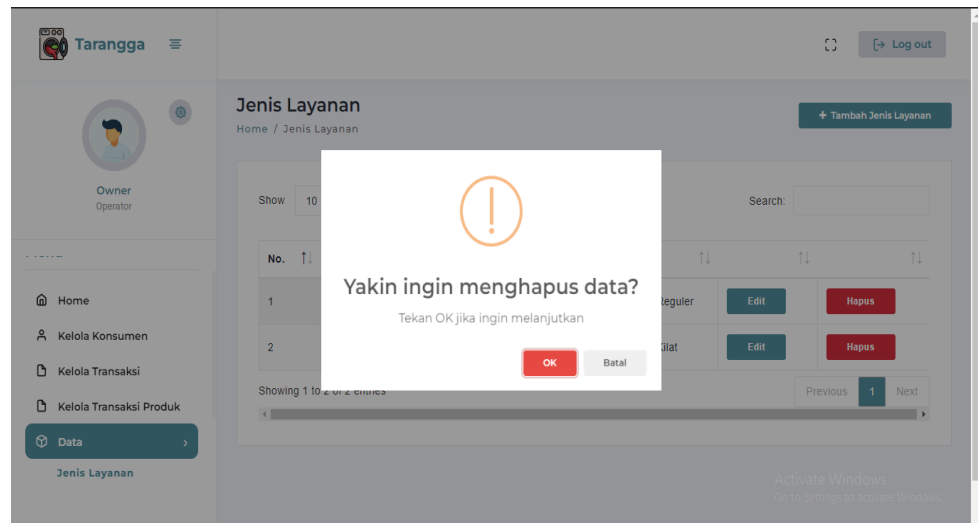 Tarangga
Log out
Jenis Layanan
Home / Jenis Layanan
+ Tambah Jenis Layanan
Owner
Operator
Show 10
Search:
No.
Yakin ingin menghapus data?
Tekan OK jika ingin melanjutkan
OK Batal
1 Reguler Edit Hapus
2 Kilat Edit Hapus
Showing 1 to 2 of 2 entries
Previous 1 Next
Home
Kelola Konsumen
Kelola Transaksi
Kelola Transaksi Produk
Data
Jenis Layanan
Activate Windows
Go to Settings to activate Windows.